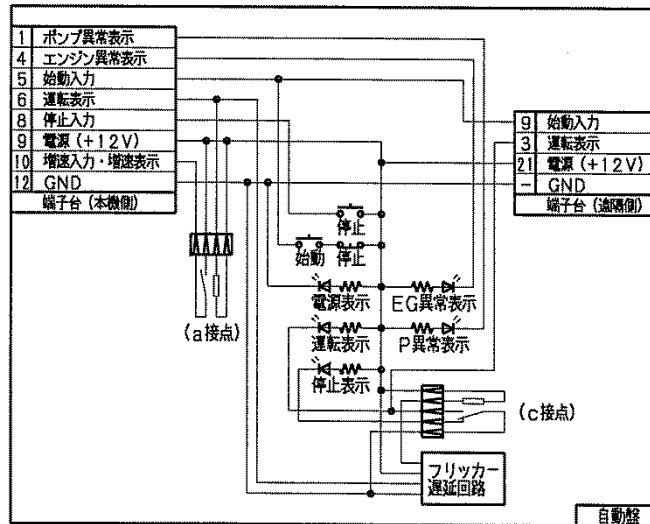 1 ポンプ異常表示
4 エンジン異常表示
5 始動入力
6 運転表示
8 停止入力
9 電源(+12V)
10 増速入力・増速表示
12 GND
端子台(本機側)
9 始動入力
3 運転表示
21 電源(+12V)
- GND
端子台(遠隔側)
停止
始動 停止
電源表示 EG異常表示
(a接点)
運転表示 P異常表示
停止表示
(c接点)
フリッカー
遅延回路
自動盤